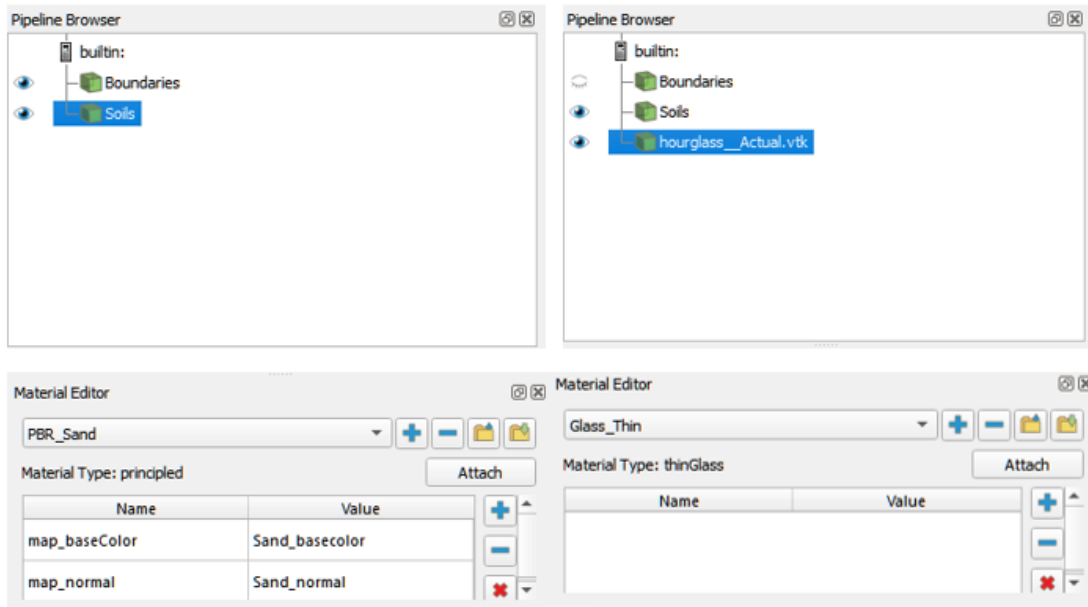 Pipeline Browser
builtin:
Boundaries
Soils
Pipeline Browser
builtin:
Boundaries
Soils
hourglass__Actual.vtk
Material Editor
PBR_Sand
Material Type: principled
Attach
Name Value
map_baseColor Sand_basecolor
map_normal Sand_normal
Material Editor
Glass_Thin
Material Type: thinGlass
Attach
Name Value